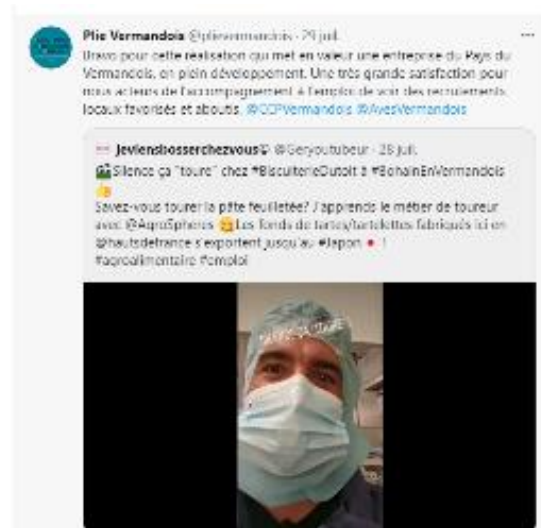 Plie Vermandois @plievermandois · 29 juil.
Bravo pour cette réalisation qui met en valeur une entreprise du Pays du
Vermandois, en plein développement. Une très grande satisfaction pour
nous acteurs de l'accompagnement à l'emploi de voir des recrutements
locaux favorisés et aboutis. @CCPVermandois @AvesVermandois
Jeviensbosserchezvous© @Geryoutubeur · 28 juil.
🎬Silence ça "toure" chez #BiscuiterieDutoit à #BohainEnVermandois
👍
Savez-vous tourer la pâte feuilletée? J'apprends le métier de toureur
avec @AgroSpheres 😋Les fonds de tartes/tartelettes fabriqués ici en
@hautsdefrance s'exportent jusqu'au #Japon 🇯🇵 !
#agroalimentaire #emploi